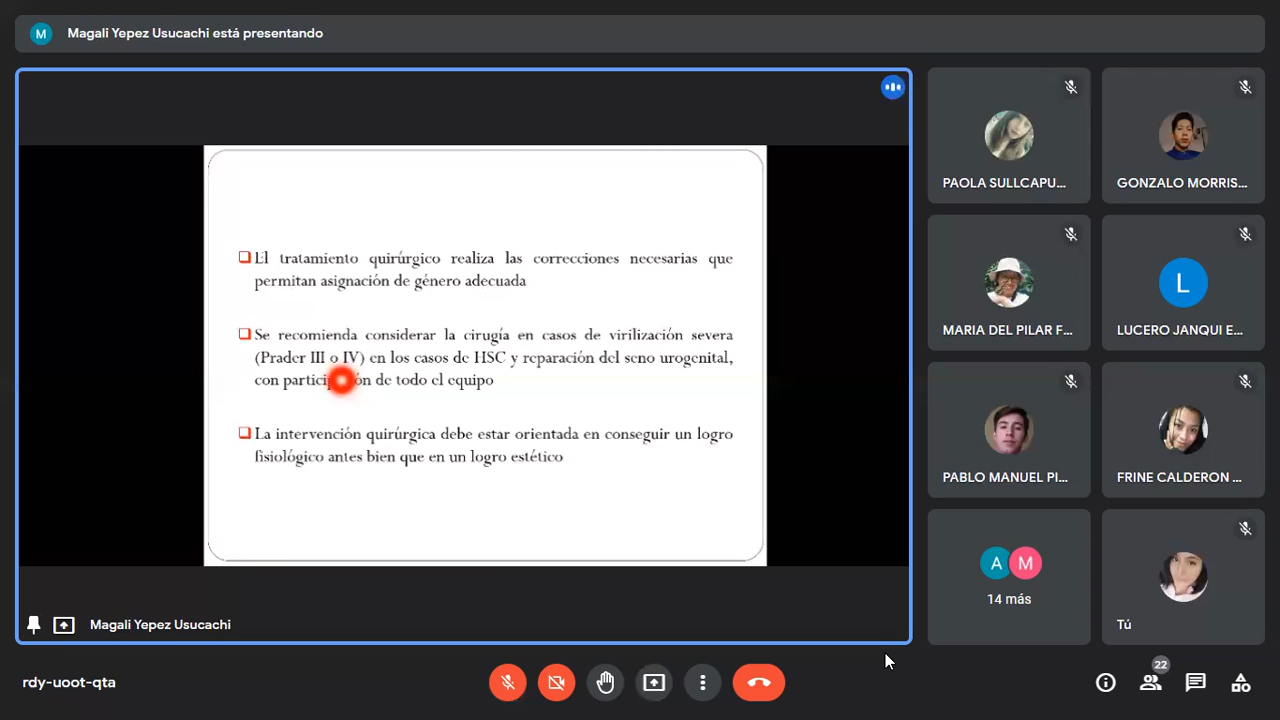 M
Magali Yepez Usucachi está presentando
El tratamiento quirúrgico realiza las correcciones necesarias que
permitan asignación de género adecuada
Se recomienda considerar la cirugía en casos de virilización severa
(Prader III o IV) en los casos de HSC y reparación del seno urogenital,
con participación de todo el equipo
La intervención quirúrgica debe estar orientada en conseguir un logro
fisiológico antes bien que en un logro estético
Magali Yepez Usucachi
PAOLA SULLCAPU...
GONZALO MORRIS...
MARIA DEL PILAR F...
L
LUCERO JANQUI E...
PABLO MANUEL PI...
FRINE CALDERON ...
A M
14 más
Tú
rdy-uoot-qta
22